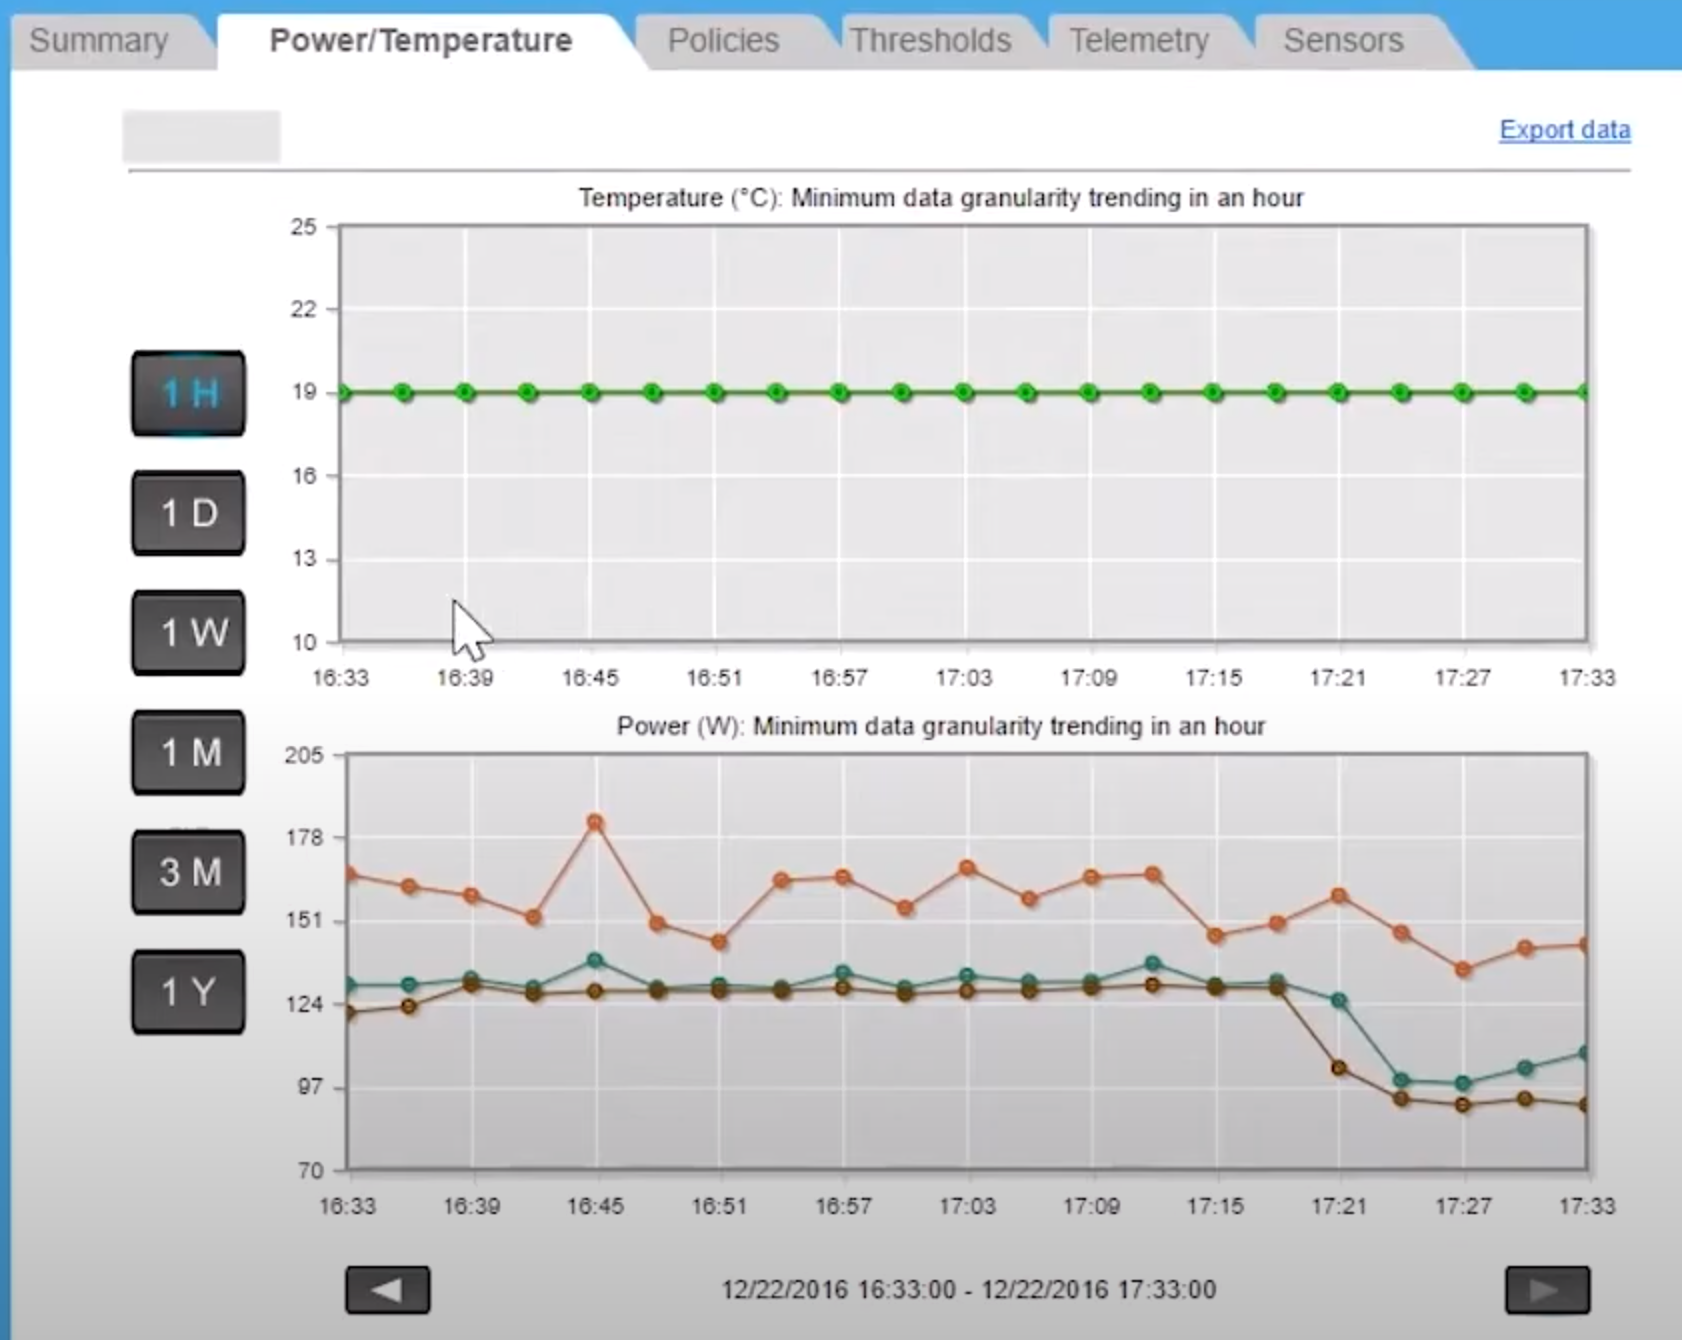 Summary Power/Temperature Policies Thresholds Telemetry Sensors
Export data
Temperature (°C): Minimum data granularity trending in an hour
25
22
19
16
13
10
16:33 16:39 16:45 16:51 16:57 17:03 17:09 17:15 17:21 17:27 17:33
1 H
1 D
1 W
1 M
3 M
1 Y
Power (W): Minimum data granularity trending in an hour
205
178
151
124
97
70
16:33 16:39 16:45 16:51 16:57 17:03 17:09 17:15 17:21 17:27 17:33
12/22/2016 16:33:00 - 12/22/2016 17:33:00